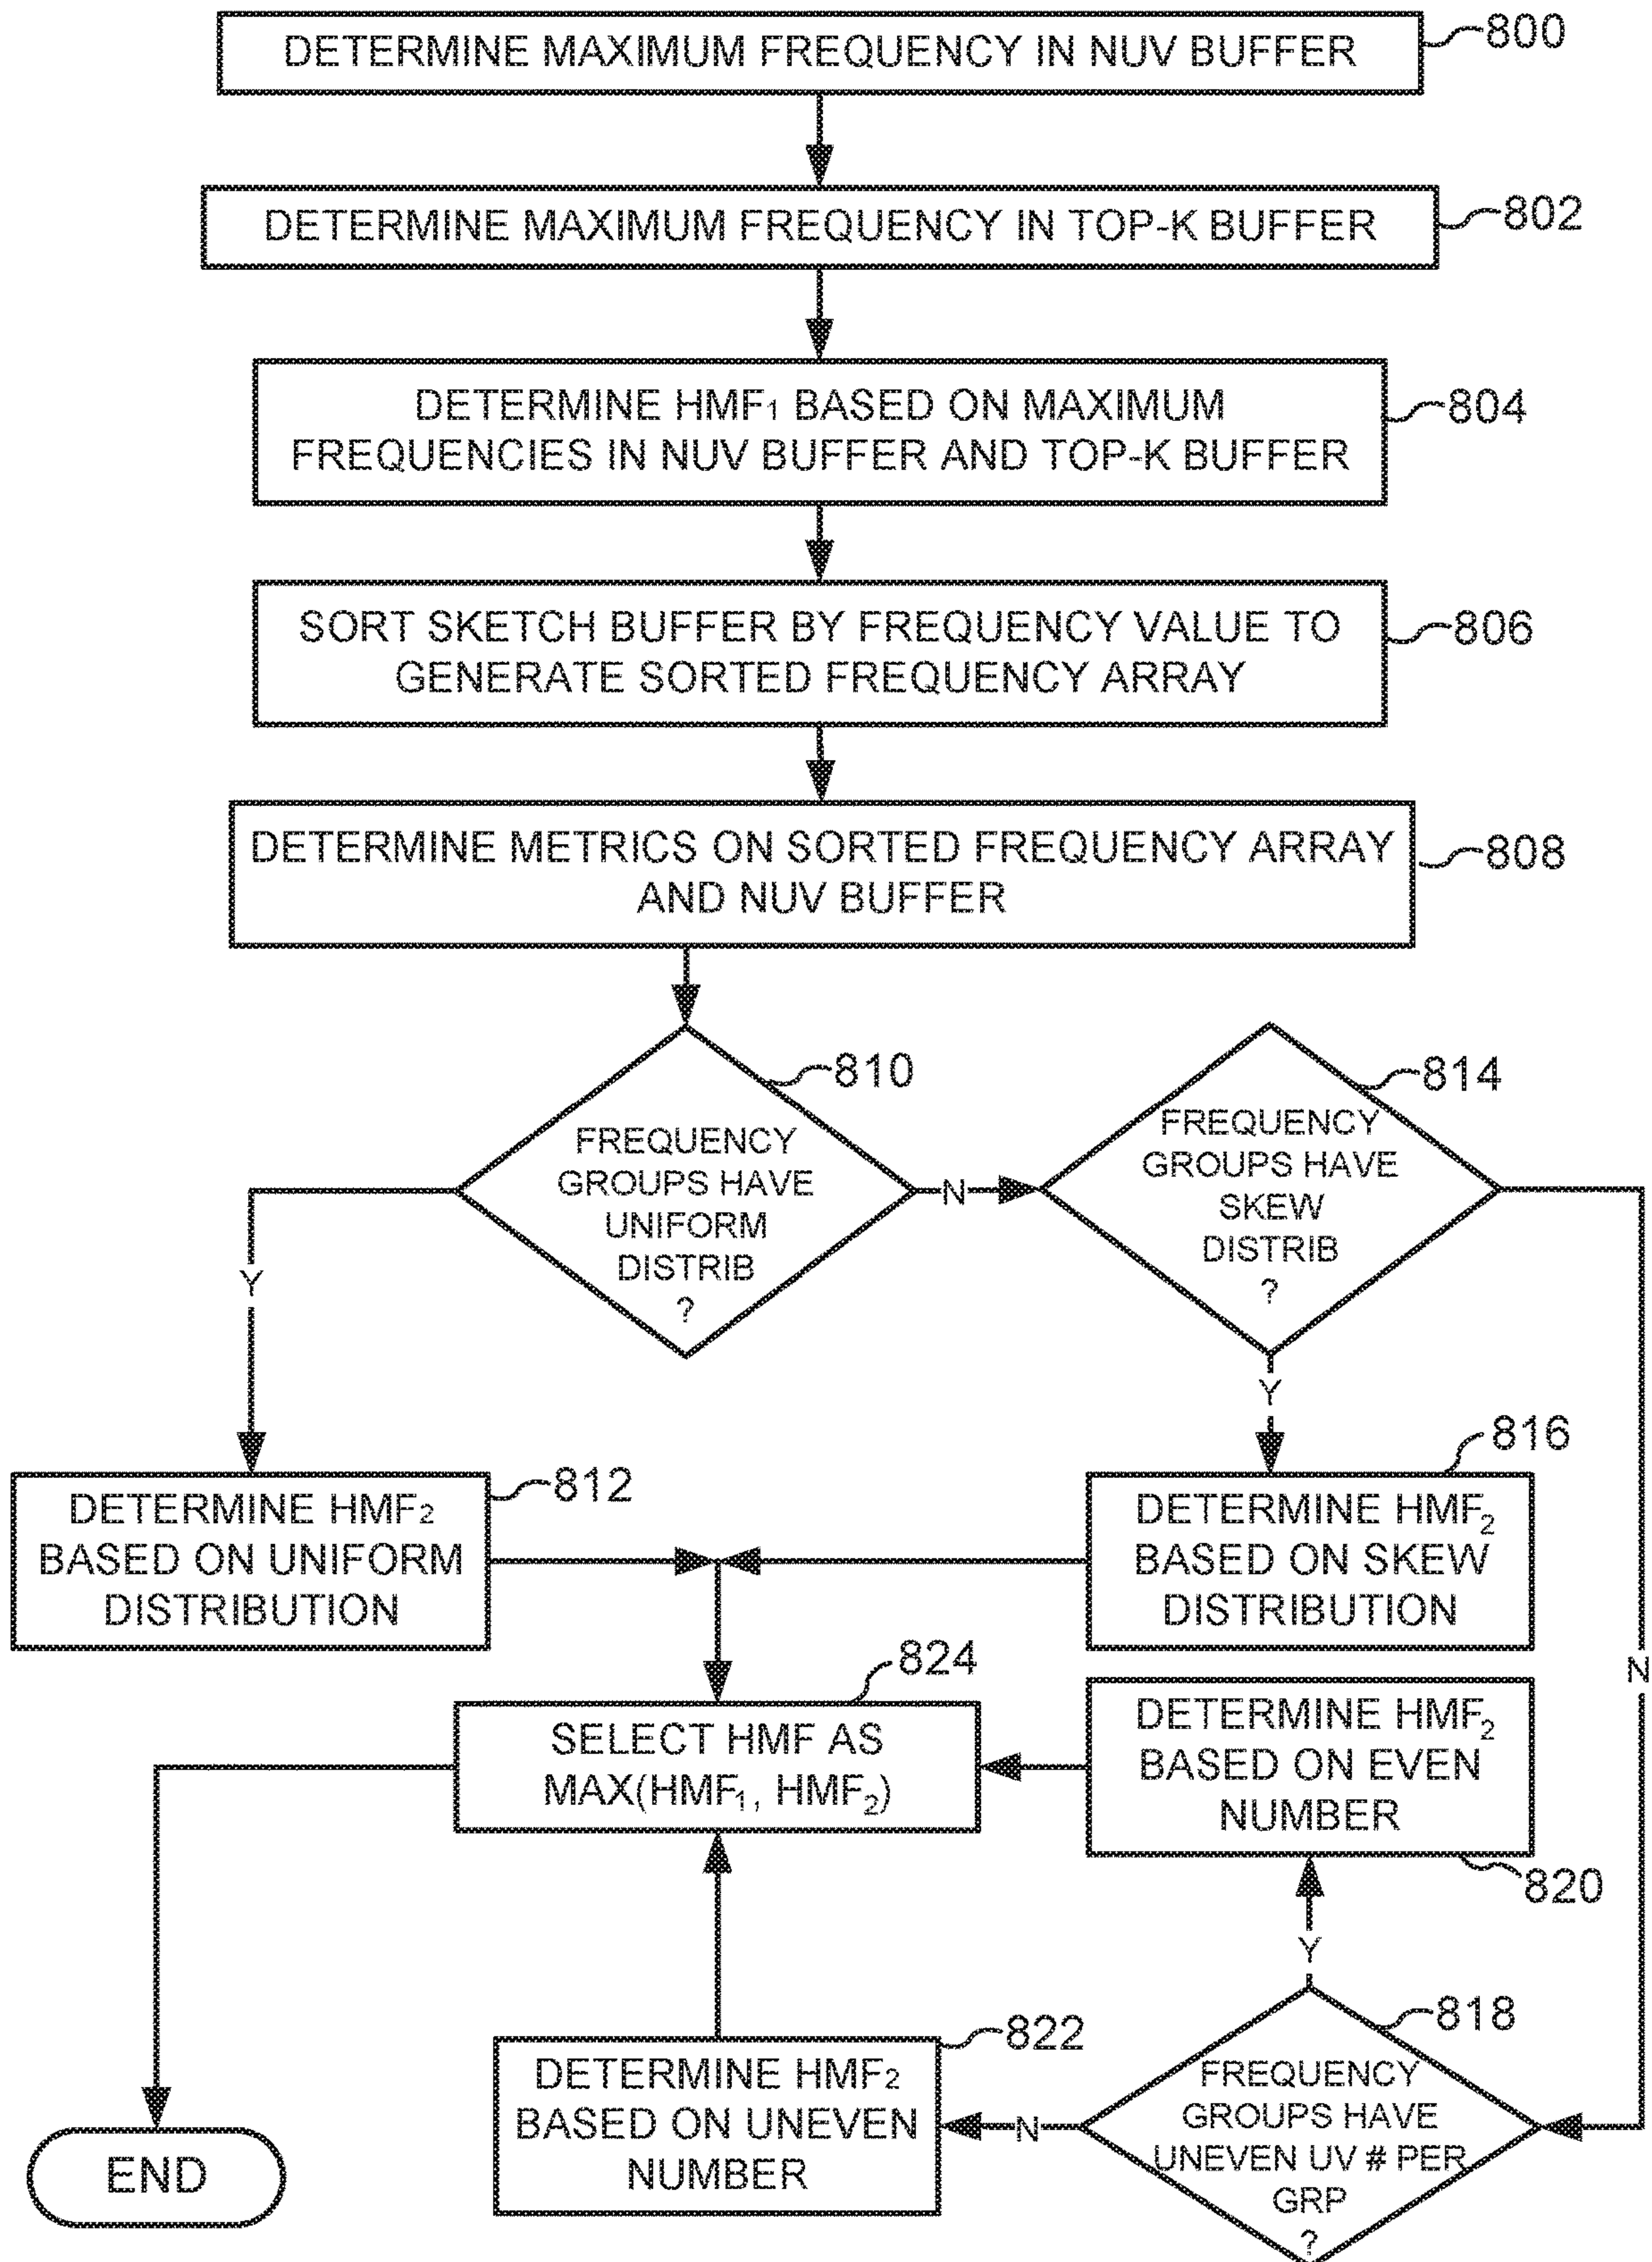 DETERMINE MAXIMUM FREQUENCY IN NUV BUFFER
800
DETERMINE MAXIMUM FREQUENCY IN TOP-K BUFFER
802
DETERMINE HMF₁ BASED ON MAXIMUM
FREQUENCIES IN NUV BUFFER AND TOP-K BUFFER
804
SORT SKETCH BUFFER BY FREQUENCY VALUE TO
GENERATE SORTED FREQUENCY ARRAY
806
DETERMINE METRICS ON SORTED FREQUENCY ARRAY
AND NUV BUFFER
808
FREQUENCY
GROUPS HAVE
UNIFORM
DISTRIB
?
810
N
Y
FREQUENCY
GROUPS HAVE
SKEW
DISTRIB
?
814
Y
N
DETERMINE HMF₂
BASED ON UNIFORM
DISTRIBUTION
812
DETERMINE HMF₂
BASED ON SKEW
DISTRIBUTION
816
SELECT HMF AS
MAX(HMF₁, HMF₂)
824
DETERMINE HMF₂
BASED ON EVEN
NUMBER
820
Y
FREQUENCY
GROUPS HAVE
UNEVEN UV # PER
GRP
?
818
N
DETERMINE HMF₂
BASED ON UNEVEN
NUMBER
822
END